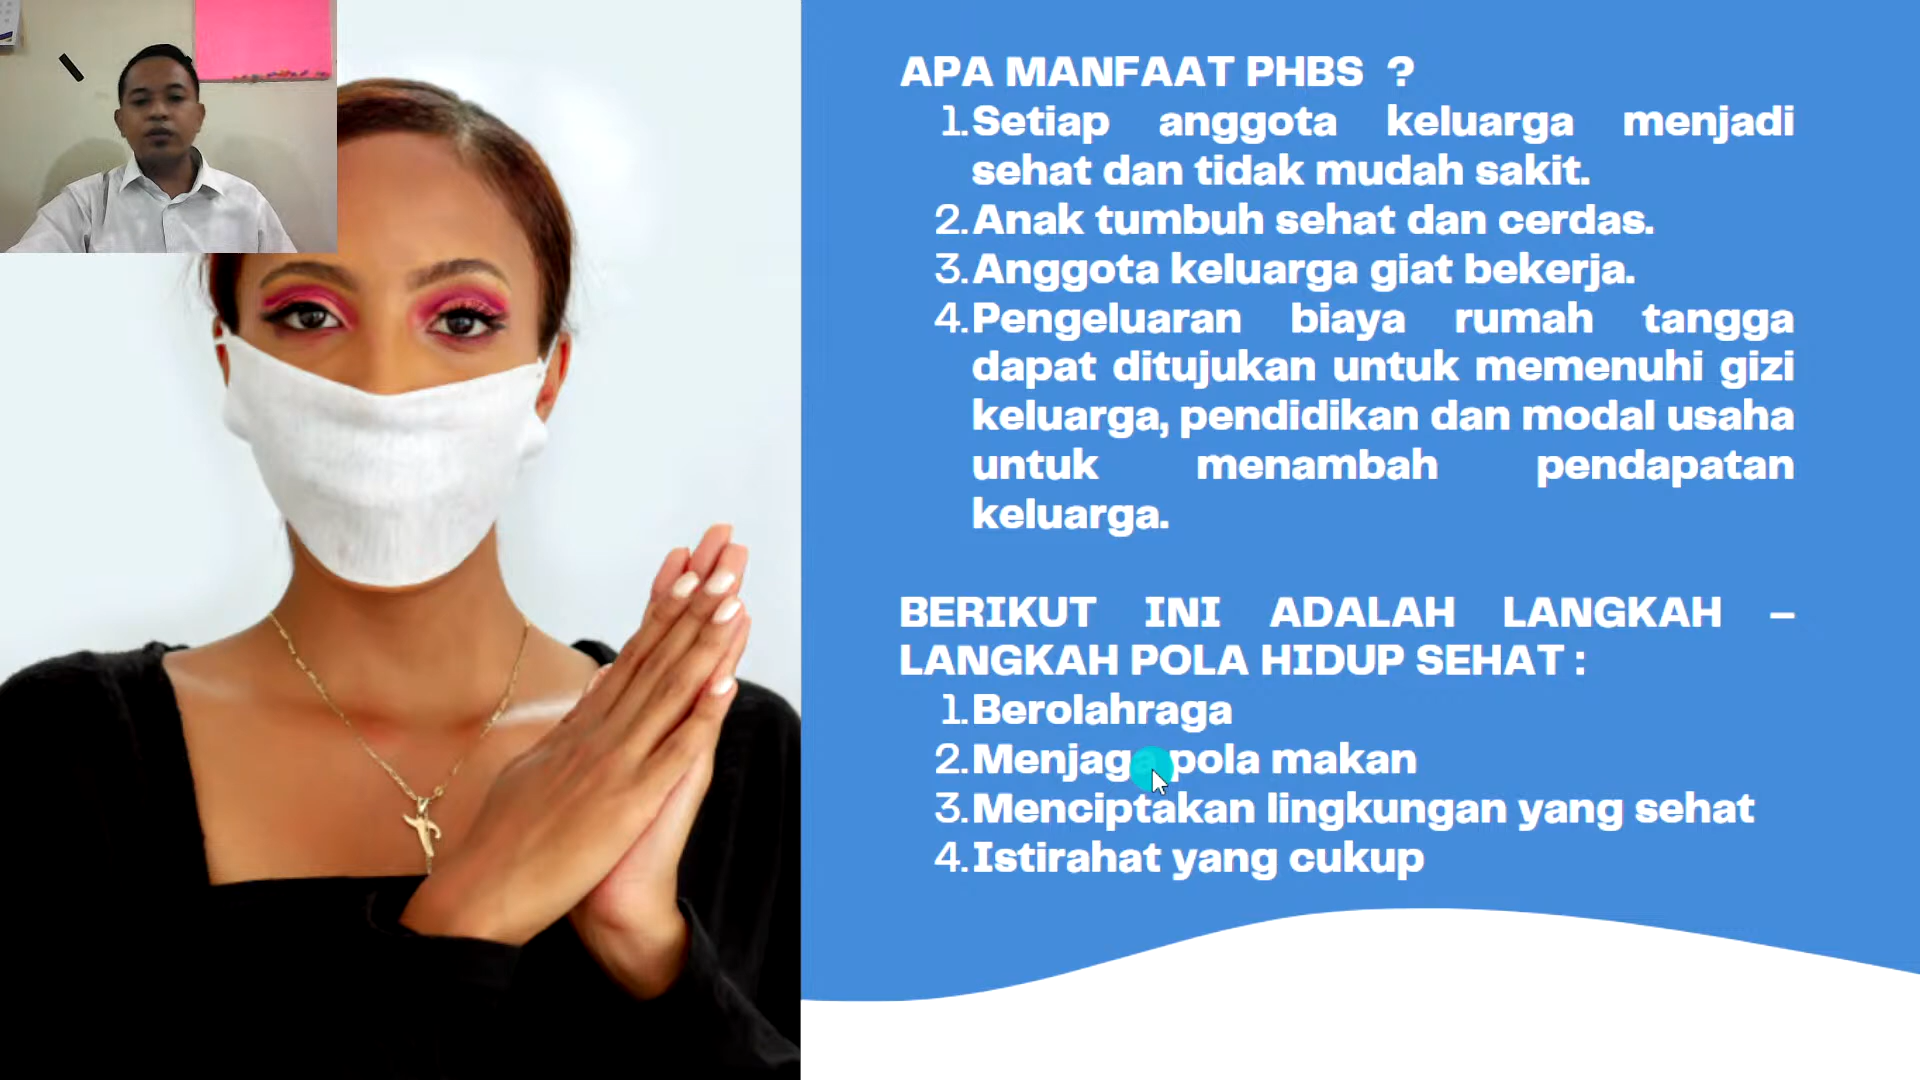 APA MANFAAT PHBS ?
1.Setiap anggota keluarga menjadi
sehat dan tidak mudah sakit.
2.Anak tumbuh sehat dan cerdas.
3.Anggota keluarga giat bekerja.
4.Pengeluaran biaya rumah tangga
dapat ditujukan untuk memenuhi gizi
keluarga, pendidikan dan modal usaha
untuk menambah pendapatan
keluarga.
BERIKUT INI ADALAH LANGKAH –
LANGKAH POLA HIDUP SEHAT :
1.Berolahraga
2.Menjaga pola makan
3.Menciptakan lingkungan yang sehat
4.Istirahat yang cukup